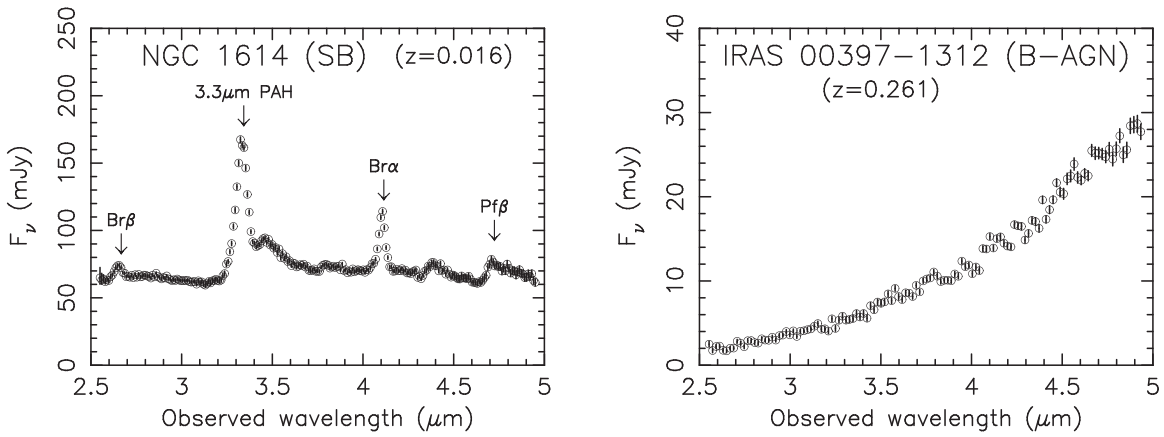 NGC 1614 (SB) (z=0.016)
3.3μm PAH
Brα
Brβ
Pfβ
250
200
150
100
50
0
F_ν (mJy)
2.5 3 3.5 4 4.5 5
Observed wavelength (μm)
IRAS 00397−1312 (B−AGN)
(z=0.261)
40
30
20
10
0
F_ν (mJy)
2.5 3 3.5 4 4.5 5
Observed wavelength (μm)